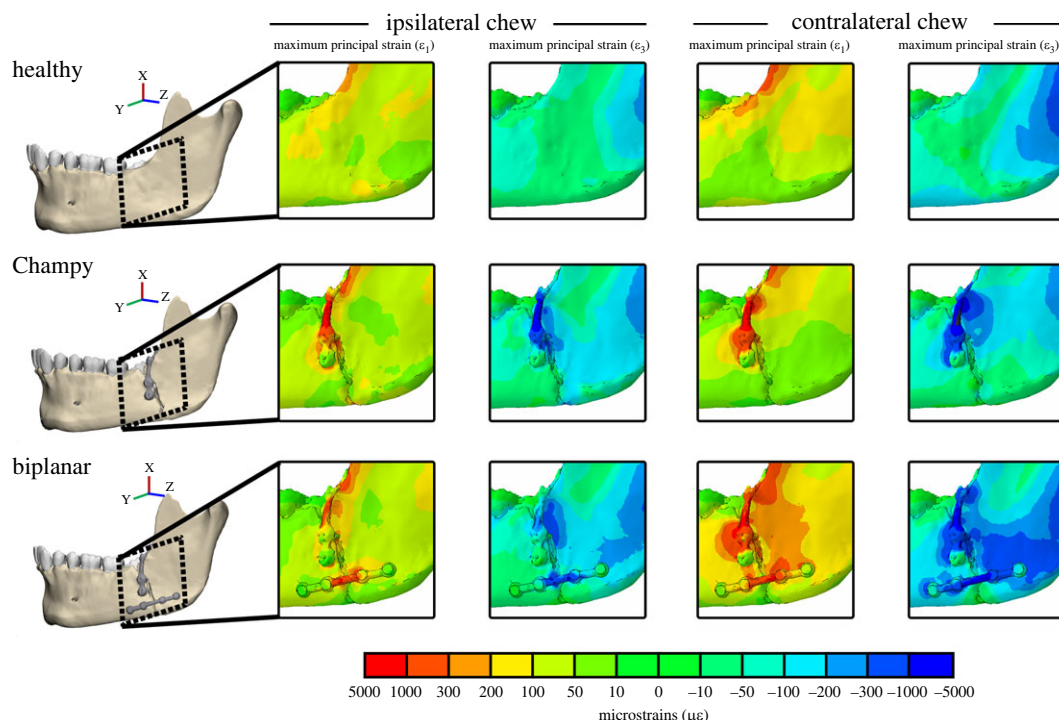 ipsilateral chew
contralateral chew
maximum principal strain (ε1)
maximum principal strain (ε3)
maximum principal strain (ε1)
maximum principal strain (ε3)
healthy
X
Y
Z
Champy
X
Y
Z
biplanar
X
Y
Z
5000 1000 300 200 100 50 10 0 –10 –50 –100 –200 –300 –1000 –5000
microstrains (με)